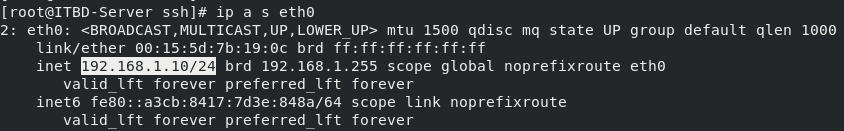 [root@ITBD-Server ssh]# ip a s eth0
2: eth0: <BROADCAST,MULTICAST,UP,LOWER_UP> mtu 1500 qdisc mq state UP group default qlen 1000
    link/ether 00:15:5d:7b:19:0c brd ff:ff:ff:ff:ff:ff
    inet 192.168.1.10/24 brd 192.168.1.255 scope global noprefixroute eth0
       valid_lft forever preferred_lft forever
    inet6 fe80::a3cb:8417:7d3e:848a/64 scope link noprefixroute
       valid_lft forever preferred_lft forever